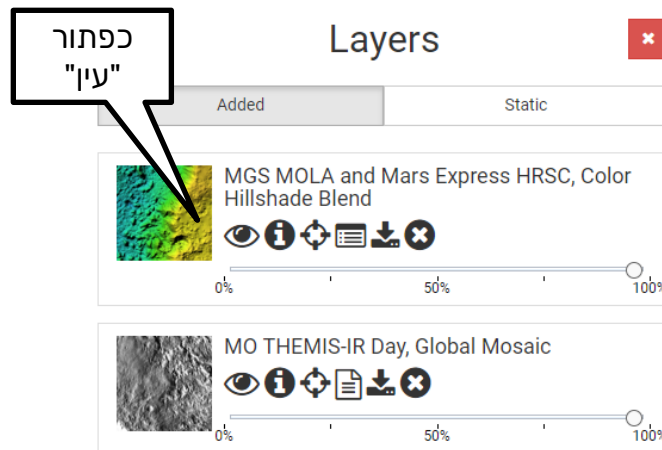 כפתור
"עין"
Layers
Added
Static
MGS MOLA and Mars Express HRSC, Color
Hillshade Blend
0%
50%
100%
MO THEMIS-IR Day, Global Mosaic
0%
50%
100%